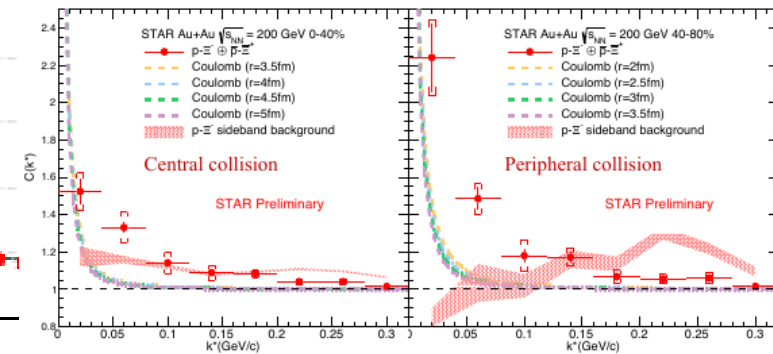 STAR Au+Au √sNN = 200 GeV 0-40%
p-Ξ⁻ ⊕ p̄-Ξ̄⁺
Coulomb (r=3.5fm)
Coulomb (r=4fm)
Coulomb (r=4.5fm)
Coulomb (r=5fm)
p-Ξ⁻ sideband background
Central collision
STAR Preliminary
C(k*)
2.4
2.2
2
1.8
1.6
1.4
1.2
1
0.8
0 0.05 0.1 0.15 0.2 0.25 0.3
k*(GeV/c)
STAR Au+Au √sNN = 200 GeV 40-80%
p-Ξ⁻ ⊕ p̄-Ξ̄⁺
Coulomb (r=2fm)
Coulomb (r=2.5fm)
Coulomb (r=3fm)
Coulomb (r=3.5fm)
p-Ξ⁻ sideband background
Peripheral collision
STAR Preliminary
0 0.05 0.1 0.15 0.2 0.25 0.3
k*(GeV/c)